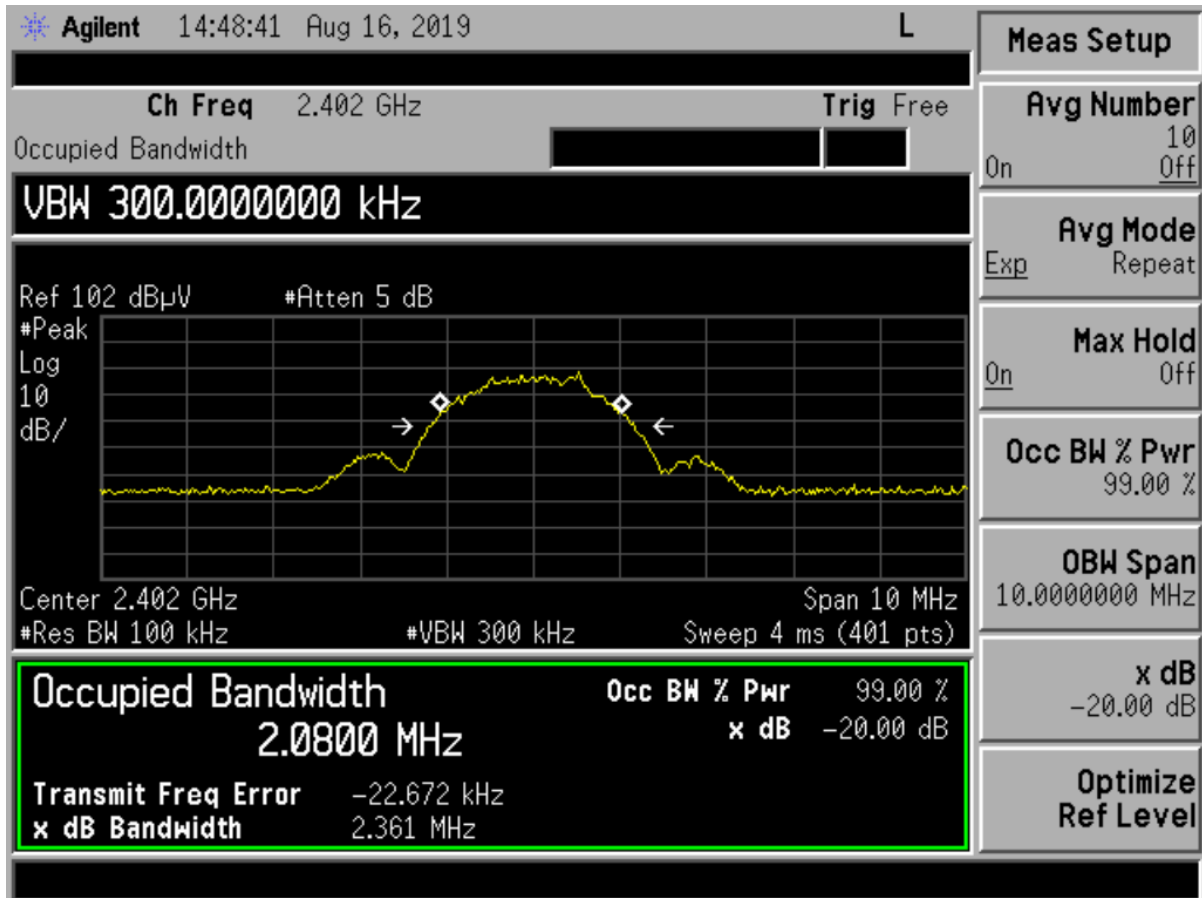 Agilent 14:48:41 Aug 16, 2019 L
Ch Freq 2.402 GHz Trig Free
Occupied Bandwidth
VBW 300.0000000 kHz
Ref 102 dBµV #Atten 5 dB
#Peak
Log
10
dB/
Center 2.402 GHz Span 10 MHz
#Res BW 100 kHz #VBW 300 kHz Sweep 4 ms (401 pts)
Occupied Bandwidth Occ BW % Pwr 99.00 %
2.0800 MHz x dB -20.00 dB
Transmit Freq Error -22.672 kHz
x dB Bandwidth 2.361 MHz
Meas Setup
Avg Number
10
On Off
Avg Mode
Exp Repeat
Max Hold
On Off
Occ BW % Pwr
99.00 %
OBW Span
10.0000000 MHz
x dB
-20.00 dB
Optimize
Ref Level